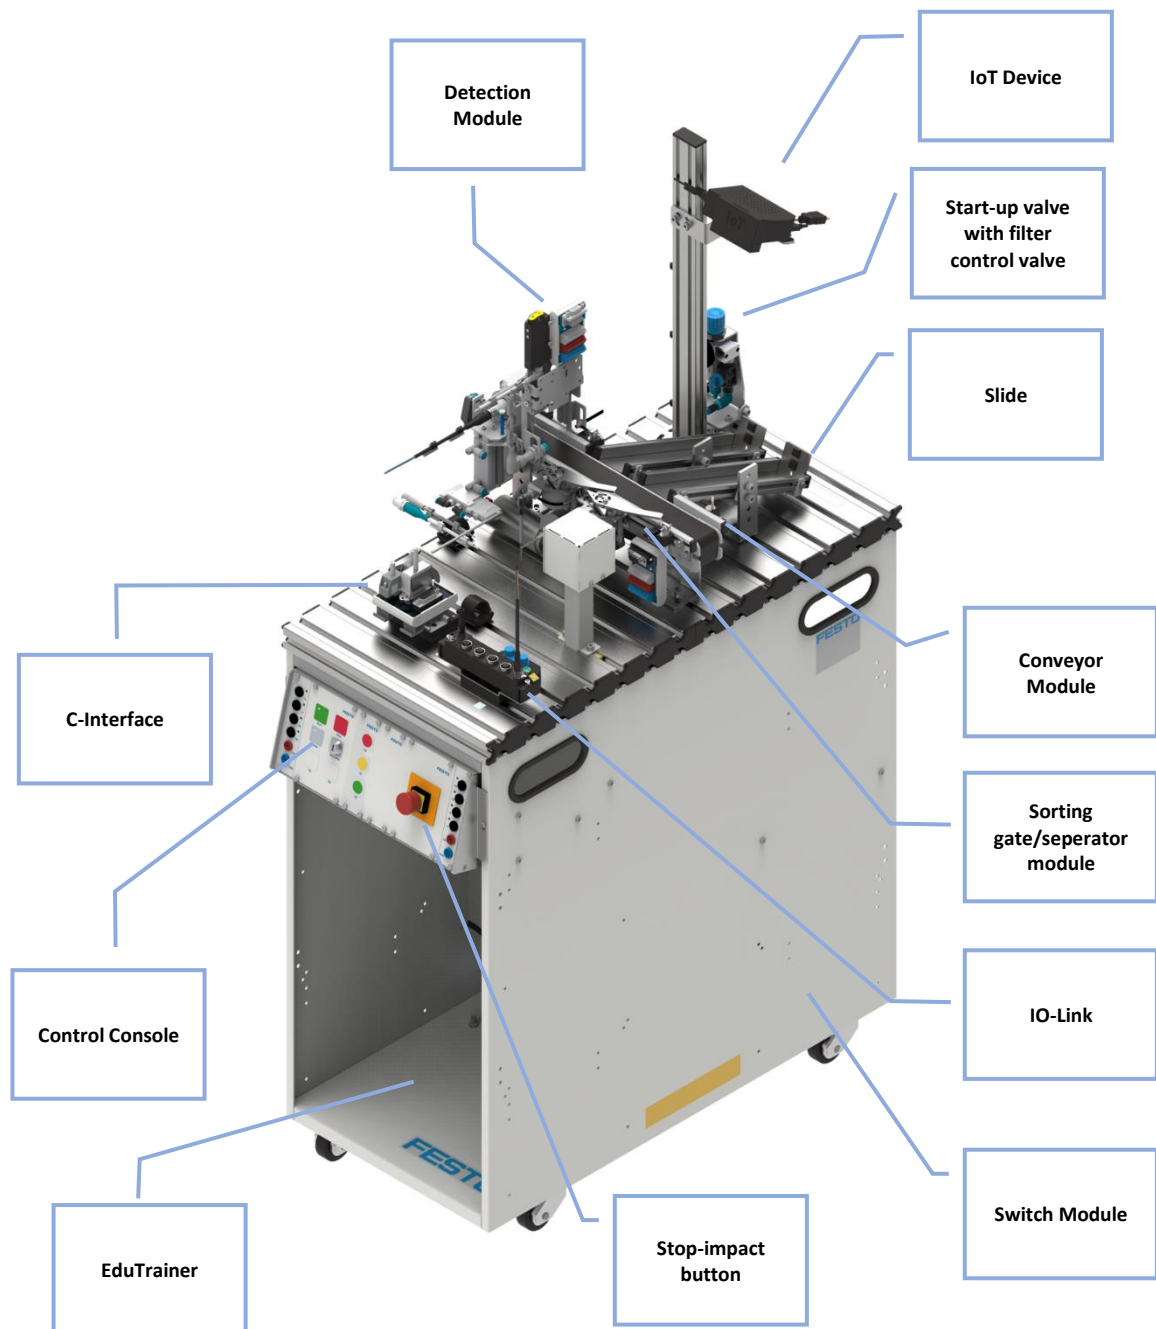 IoT Device
Detection
Module
Start-up valve
with filter
control valve
IoT
Slide
FESTO
Conveyor
Module
C-Interface
Sorting
gate/seperator
module
IO-Link
Control Console
FESTO
Switch Module
Stop-impact
button
EduTrainer